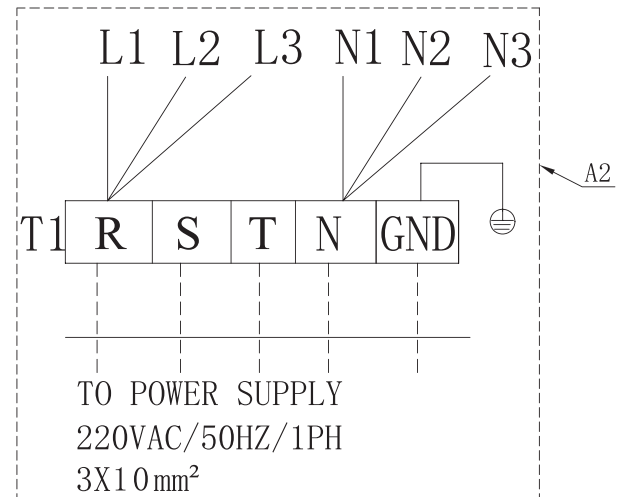 L1 L2 L3 N1 N2 N3
A2
T1 R S T N GND
TO POWER SUPPLY
220VAC/50HZ/1PH
3X10mm²